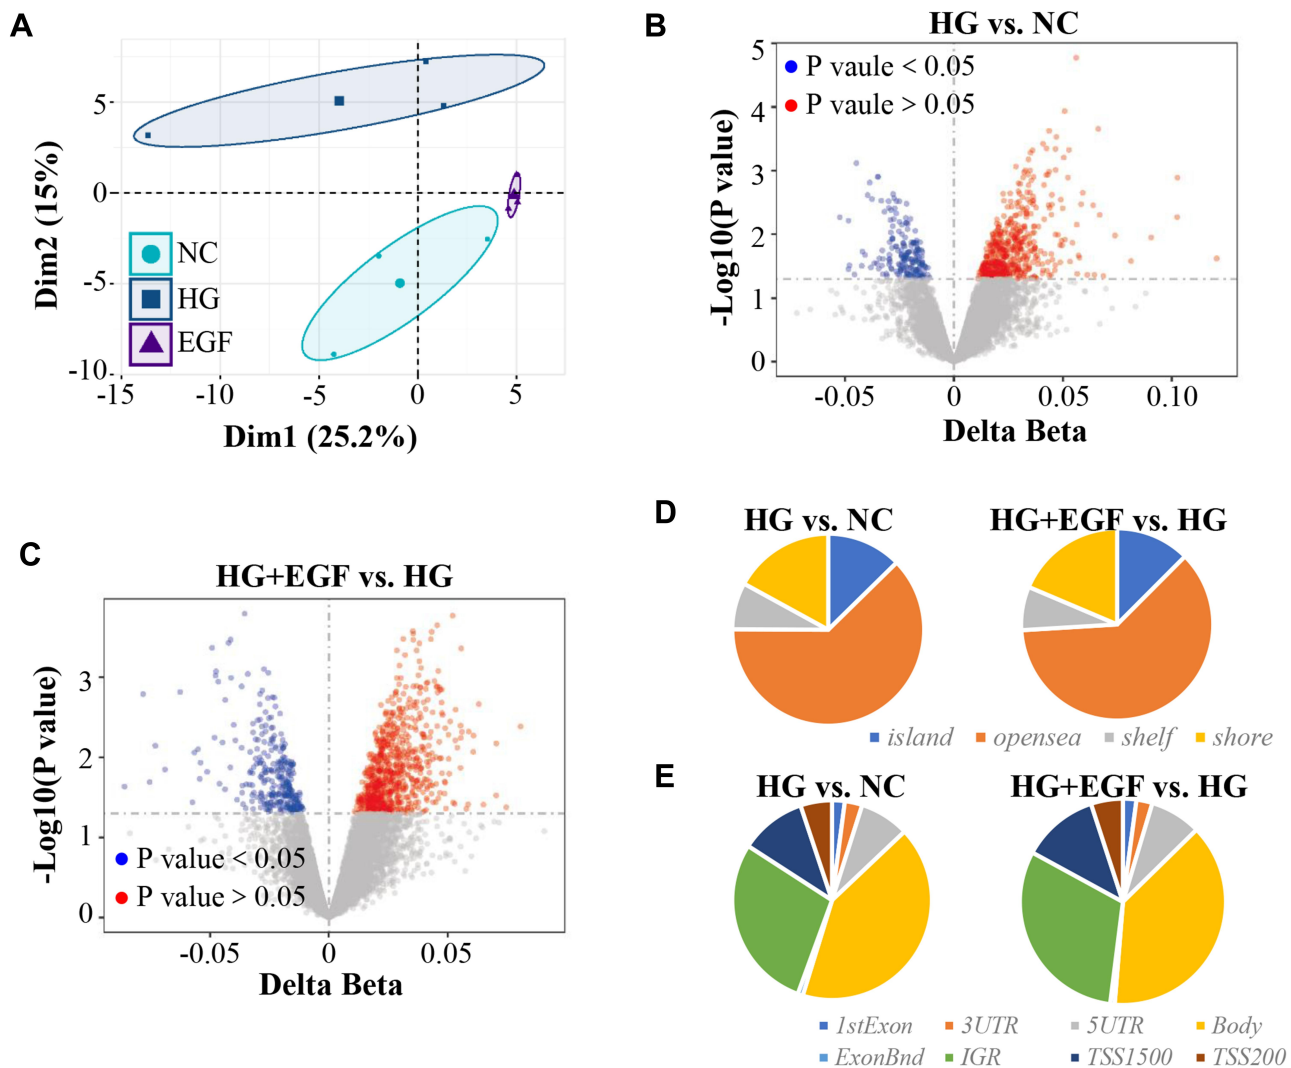 A
Dim2 (15%)
5
0
-5
-10
-15
-10
-5
0
5
Dim1 (25.2%)
NC
HG
EGF
B
HG vs. NC
P vaule < 0.05
P vaule > 0.05
-Log10(P value)
5
4
3
2
1
0
-0.05
0
0.05
0.10
Delta Beta
C
HG+EGF vs. HG
-Log10(P value)
3
2
1
0
P value < 0.05
P value > 0.05
-0.05
0
0.05
Delta Beta
D
HG vs. NC
HG+EGF vs. HG
island opensea shelf shore
E
HG vs. NC
HG+EGF vs. HG
1stExon 3UTR 5UTR Body
ExonBnd IGR TSS1500 TSS200